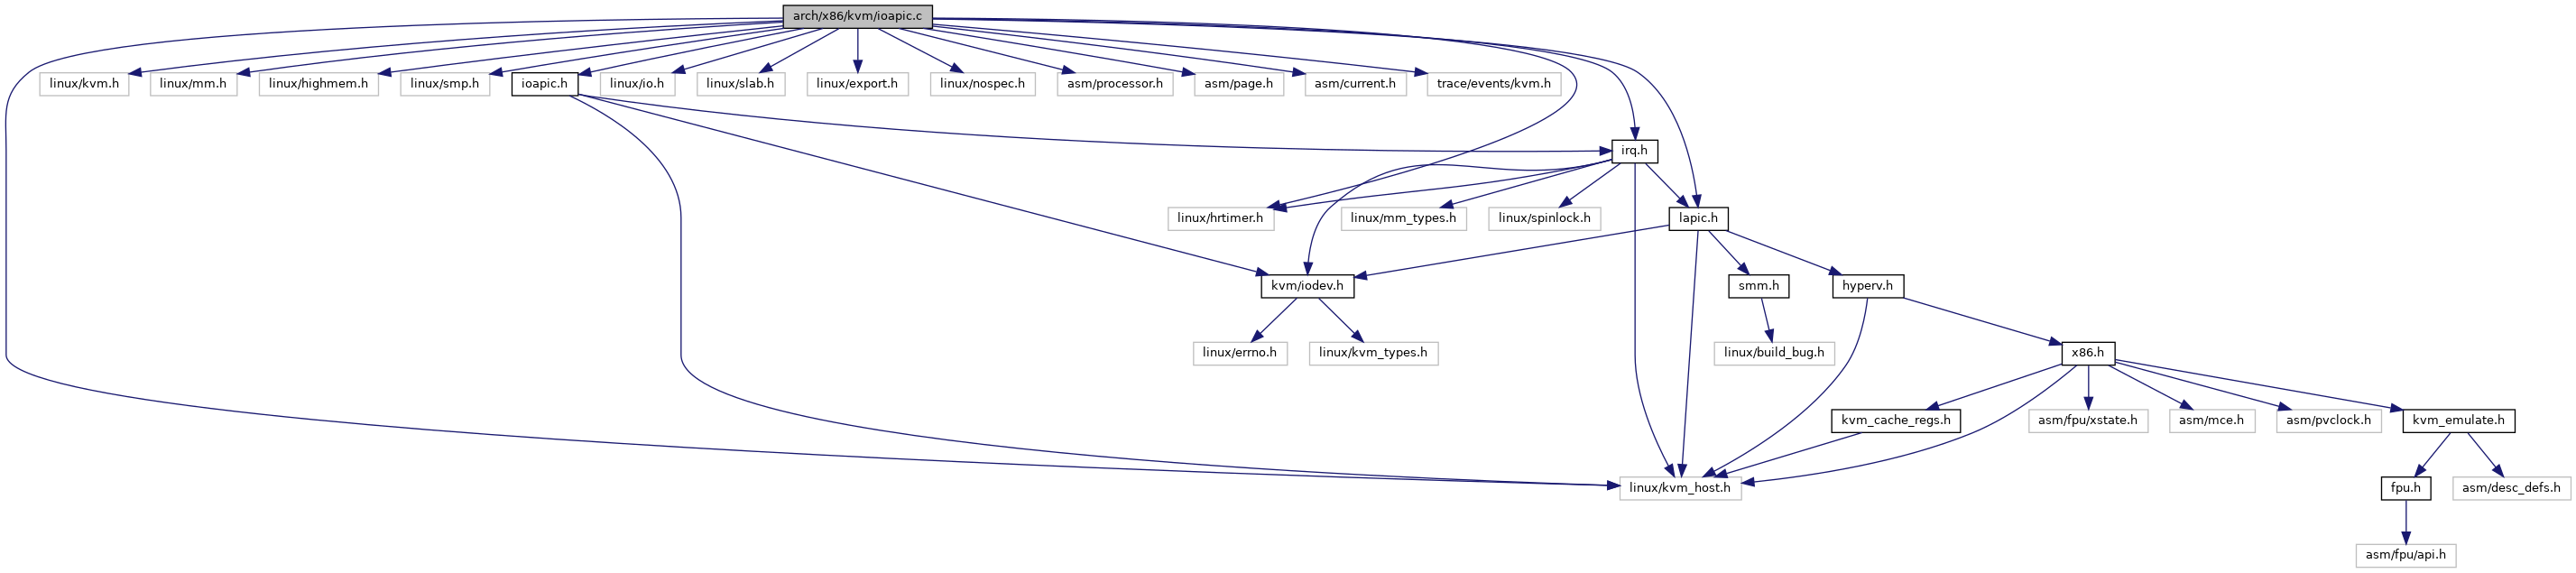 arch/x86/kvm/ioapic.c
linux/kvm.h
linux/mm.h
linux/highmem.h
linux/smp.h
ioapic.h
linux/io.h
linux/slab.h
linux/export.h
linux/nospec.h
asm/processor.h
asm/page.h
asm/current.h
trace/events/kvm.h
irq.h
linux/hrtimer.h
linux/mm_types.h
linux/spinlock.h
lapic.h
kvm/iodev.h
smm.h
hyperv.h
linux/errno.h
linux/kvm_types.h
linux/build_bug.h
x86.h
kvm_cache_regs.h
asm/fpu/xstate.h
asm/mce.h
asm/pvclock.h
kvm_emulate.h
linux/kvm_host.h
fpu.h
asm/desc_defs.h
asm/fpu/api.h